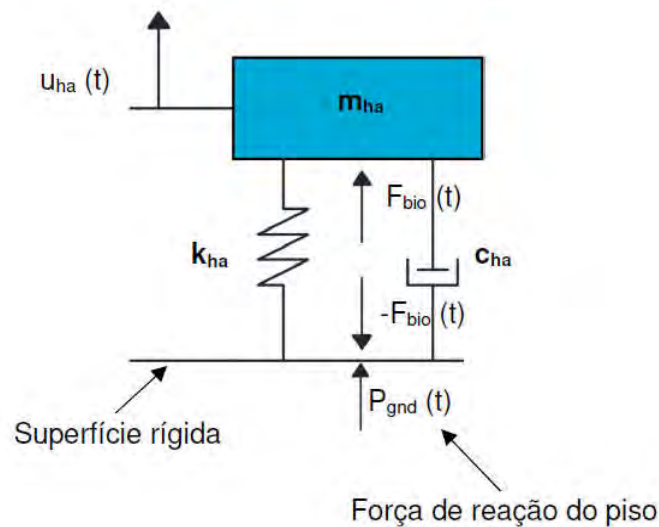 u_ha (t)
m_ha
F_bio (t)
k_ha
c_ha
-F_bio (t)
P_gnd (t)
Superfície rígida
Força de reação do piso